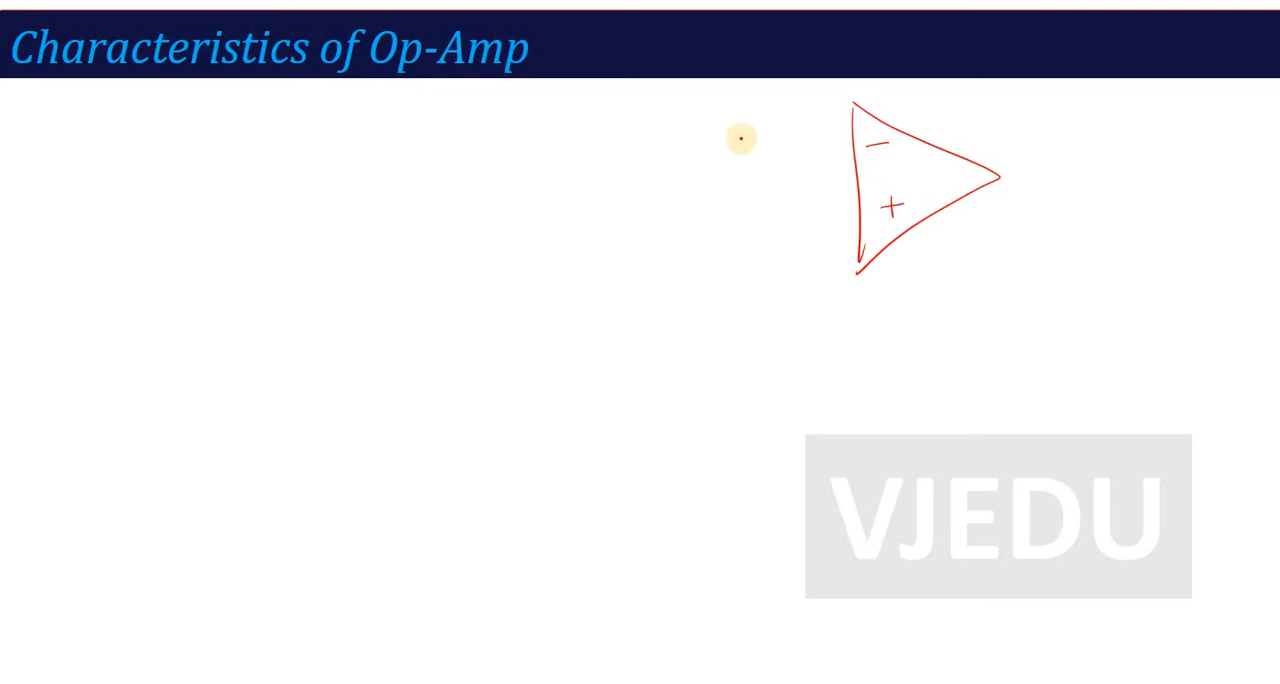 Characteristics of Op-Amp
−
+
VJEDU